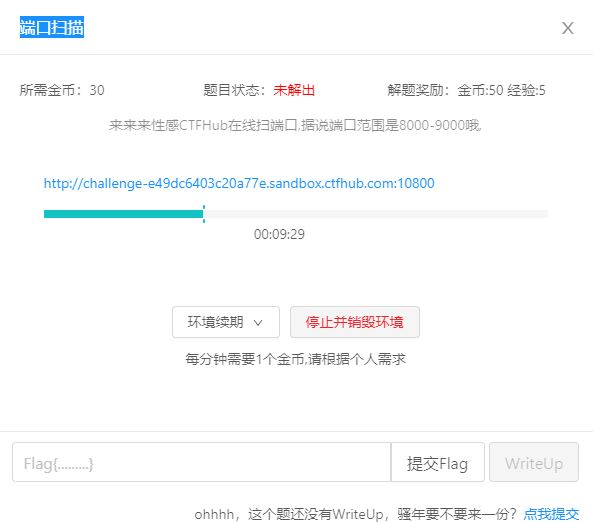 端口扫描
X
所需金币：30 题目状态：未解出 解题奖励：金币:50 经验:5
来来来性感CTFHub在线扫端口,据说端口范围是8000-9000哦,
http://challenge-e49dc6403c20a77e.sandbox.ctfhub.com:10800
00:09:29
环境续期 停止并销毁环境
每分钟需要1个金币,请根据个人需求
Flag{.........} 提交Flag WriteUp
ohhhh，这个题还没有WriteUp，骚年要不要来一份？点我提交